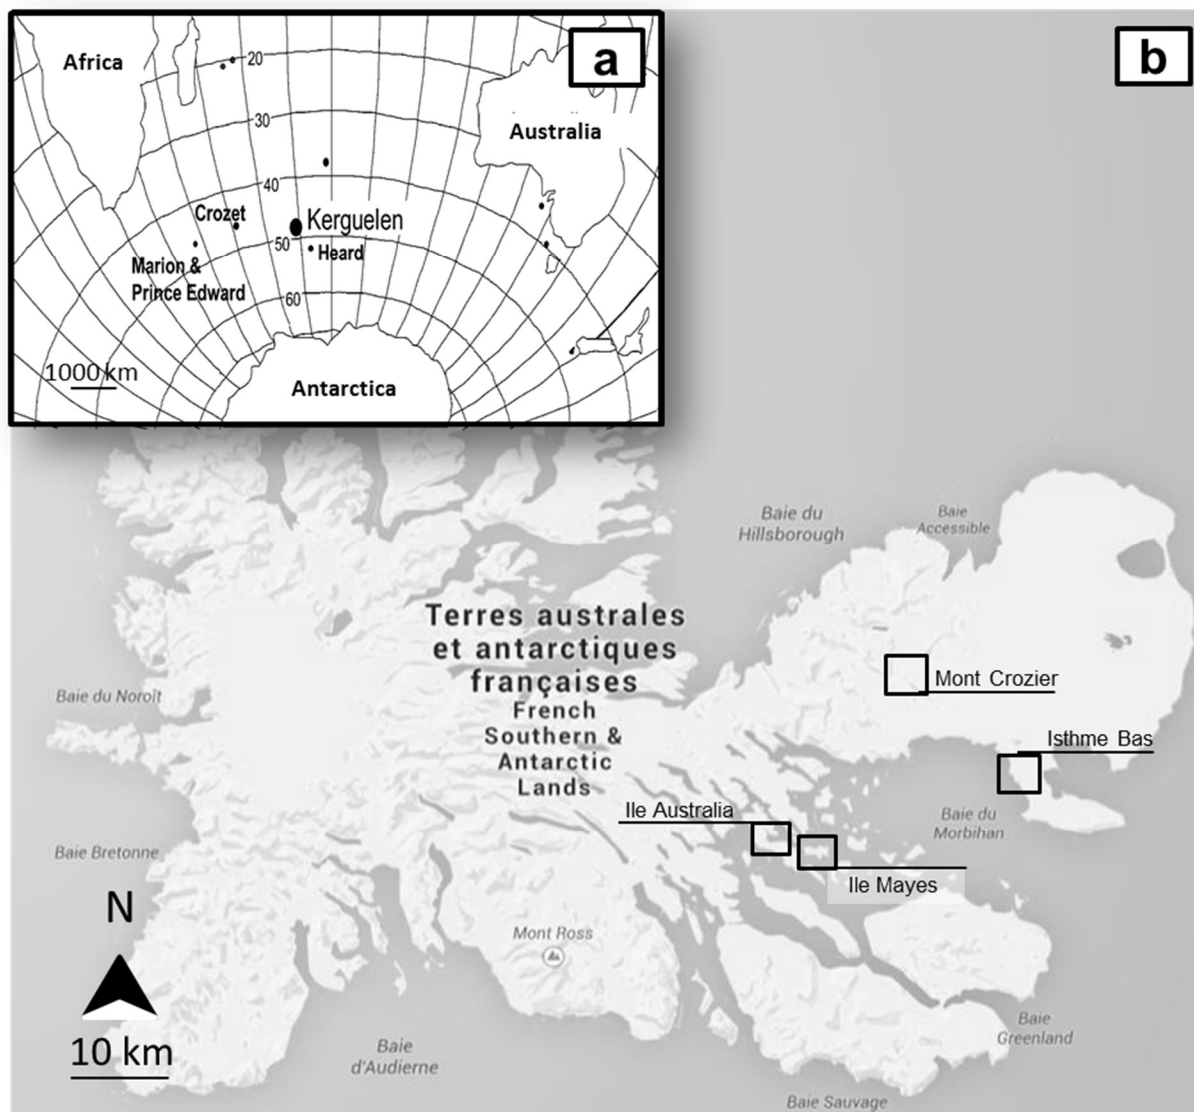 a
b
Africa
20
Australia
30
40
Crozet
Kerguelen
50
Heard
Marion &
Prince Edward
60
1000 km
Antarctica
Baie du
Hillsborough
Baie
Accessible
Terres australes
et antarctiques
françaises
French
Southern &
Antarctic
Lands
Mont Crozier
Baie du Noroît
Isthme Bas
Ile Australia
Baie du
Morbihan
Baie Bretonne
Ile Mayes
N
Mont Ross
10 km
Baie
d'Audierne
Baie
Greenland
Baie Sauvage